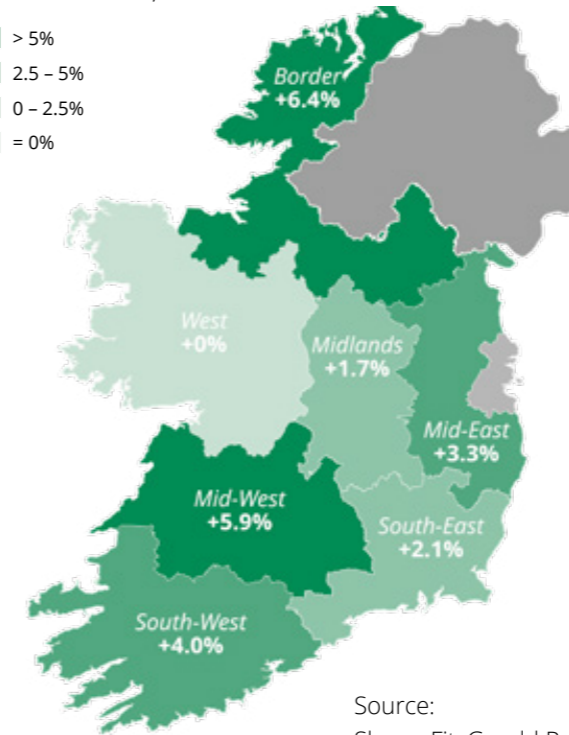 > 5%
2.5 – 5%
0 – 2.5%
= 0%
Border
+6.4%
West
+0%
Midlands
+1.7%
Mid-East
+3.3%
Mid-West
+5.9%
South-East
+2.1%
South-West
+4.0%
Source: